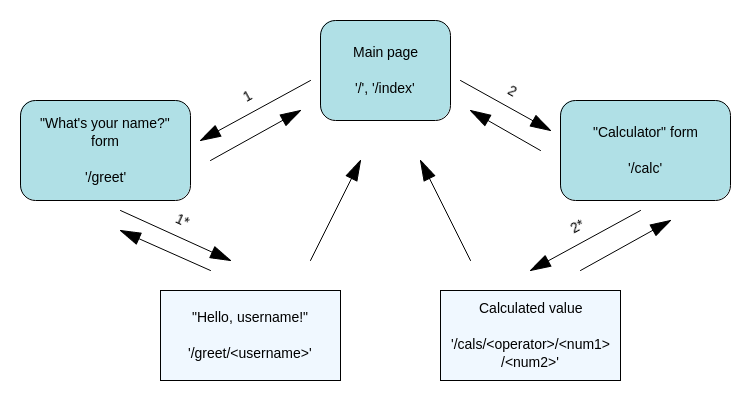 Main page
'/', '/index'
1
2
"What's your name?"
form
'/greet'
"Calculator" form
'/calc'
1*
2*
"Hello, username!"
'/greet/<username>'
Calculated value
'/cals/<operator>/<num1>
/<num2>'